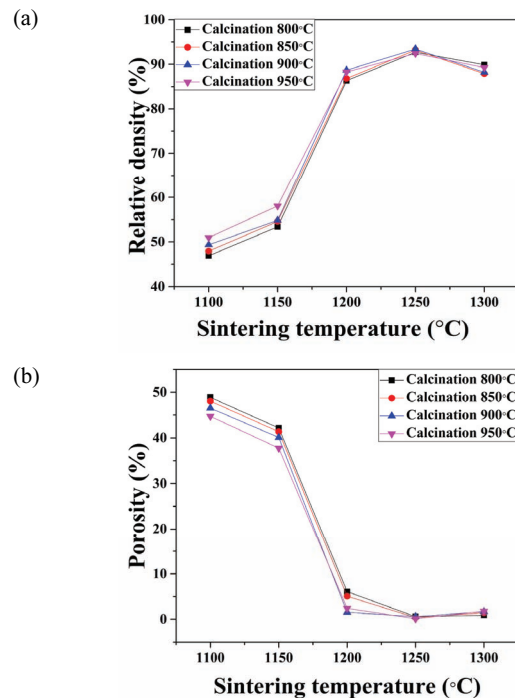 (a)
100
90
80
70
60
50
40
Relative density (%)
Calcination 800°C
Calcination 850°C
Calcination 900°C
Calcination 950°C
1100 1150 1200 1250 1300
Sintering temperature (°C)
(b)
50
40
30
20
10
0
Porosity (%)
Calcination 800°C
Calcination 850°C
Calcination 900°C
Calcination 950°C
1100 1150 1200 1250 1300
Sintering temperature (°C)